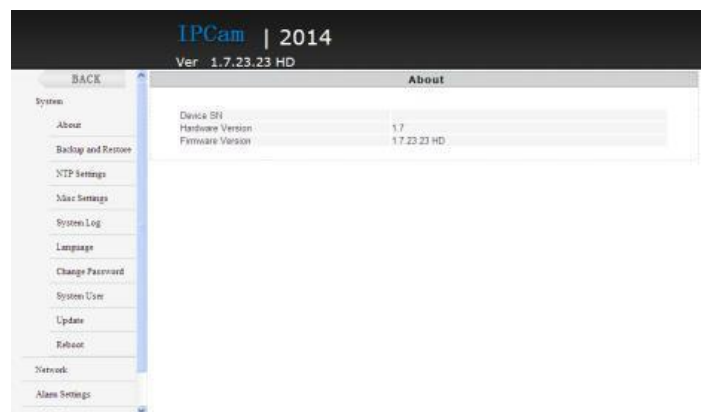 IPCam | 2014
Ver 1.7.23.23 HD
BACK
System
About
Backup and Restore
NTP Settings
Misc Settings
System Log
Language
Change Password
System User
Update
Reboot
Network
Alarm Settings
About
Device SN
Hardware Version 1.7
Firmware Version 1.7.23.23 HD